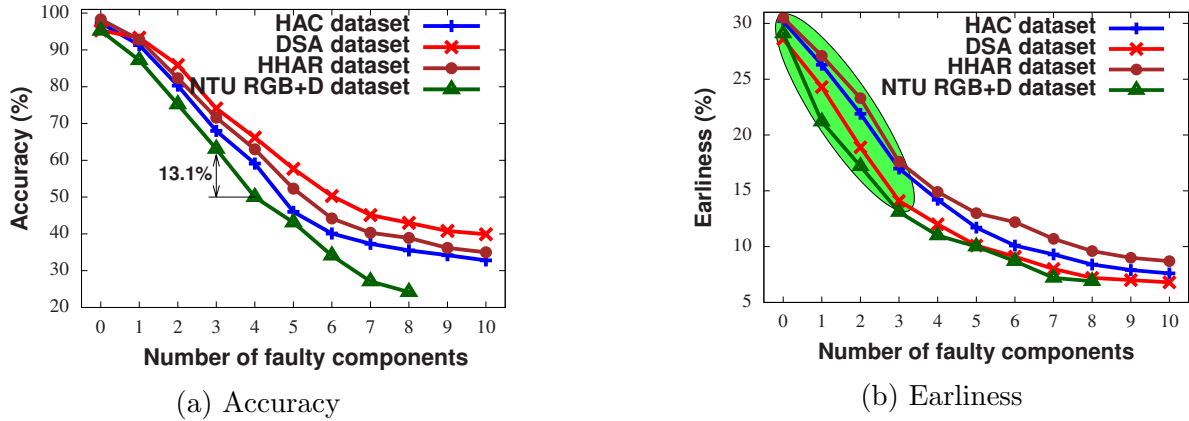 Accuracy (%)
100
90
80
70
60
50
40
30
20
HAC dataset
DSA dataset
HHAR dataset
NTU RGB+D dataset
13.1%
0 1 2 3 4 5 6 7 8 9 10
Number of faulty components
(a) Accuracy
Earliness (%)
30
25
20
15
10
5
HAC dataset
DSA dataset
HHAR dataset
NTU RGB+D dataset
0 1 2 3 4 5 6 7 8 9 10
Number of faulty components
(b) Earliness